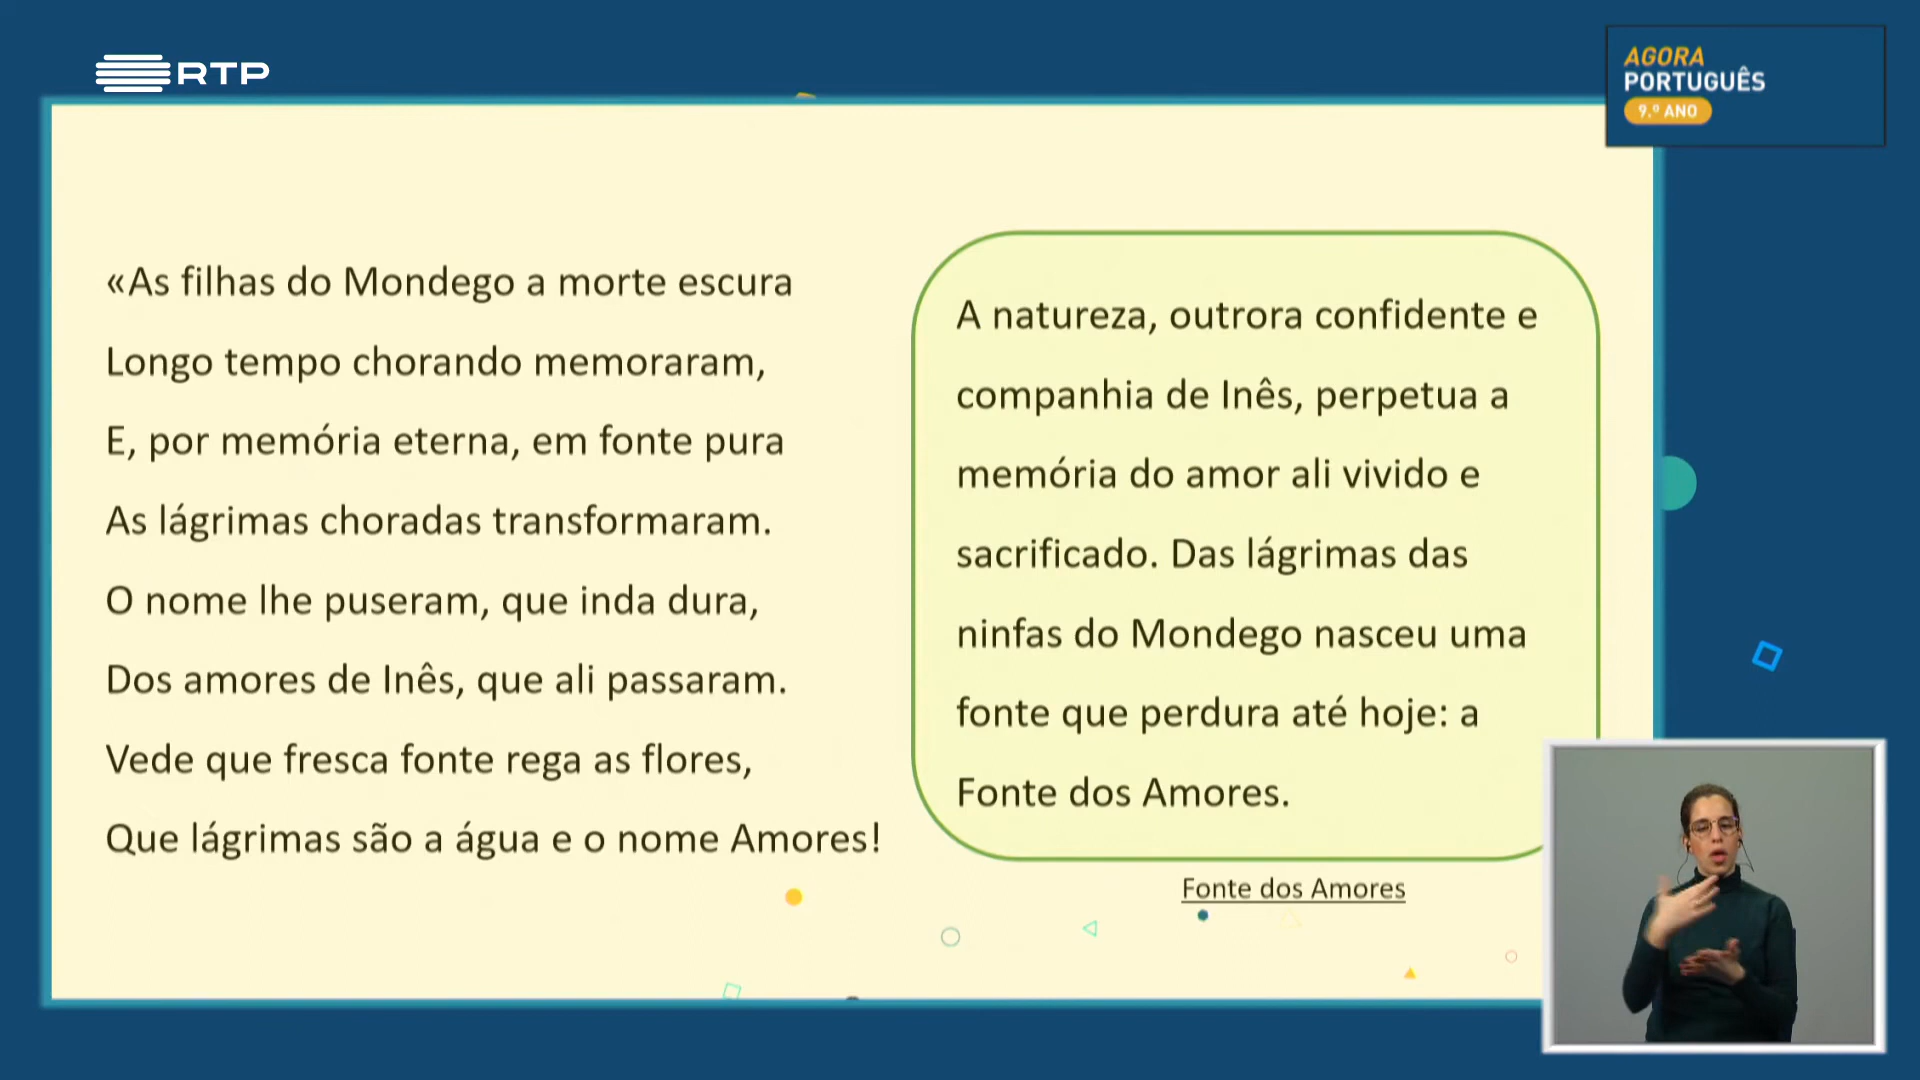 RTP
AGORA
PORTUGUÊS
9.º ANO
«As filhas do Mondego a morte escura
Longo tempo chorando memoraram,
E, por memória eterna, em fonte pura
As lágrimas choradas transformaram.
O nome lhe puseram, que inda dura,
Dos amores de Inês, que ali passaram.
Vede que fresca fonte rega as flores,
Que lágrimas são a água e o nome Amores!
A natureza, outrora confidente e
companhia de Inês, perpetua a
memória do amor ali vivido e
sacrificado. Das lágrimas das
ninfas do Mondego nasceu uma
fonte que perdura até hoje: a
Fonte dos Amores.
Fonte dos Amores